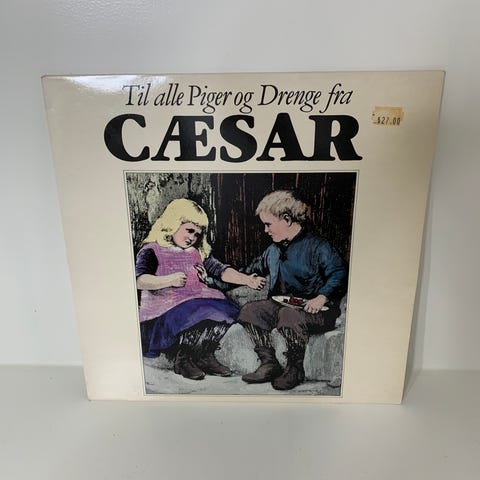 Til alle Piger og Drenge fra
CÆSAR
$27.00